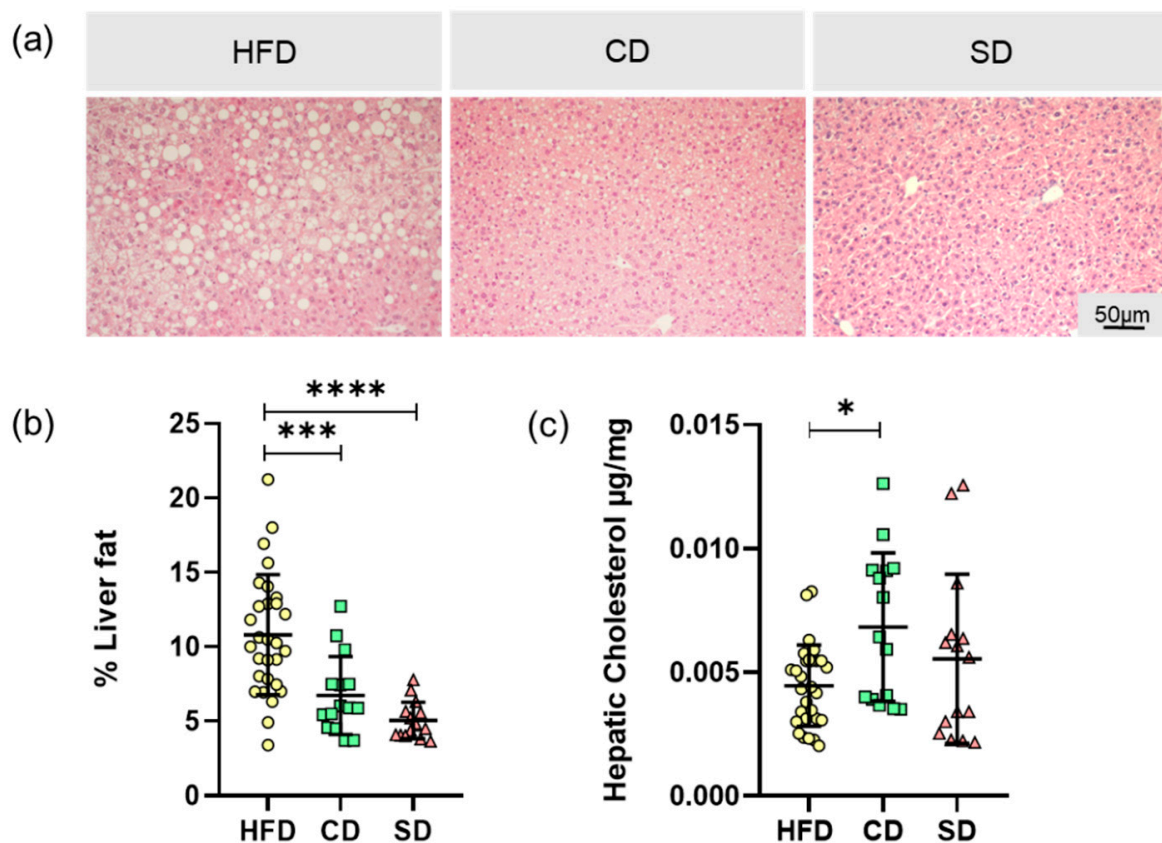 (a)
HFD CD SD
50µm
(b)
****
***
% Liver fat
25
20
15
10
5
0
HFD CD SD
(c)
*
Hepatic Cholesterol µg/mg
0.015
0.010
0.005
0.000
HFD CD SD